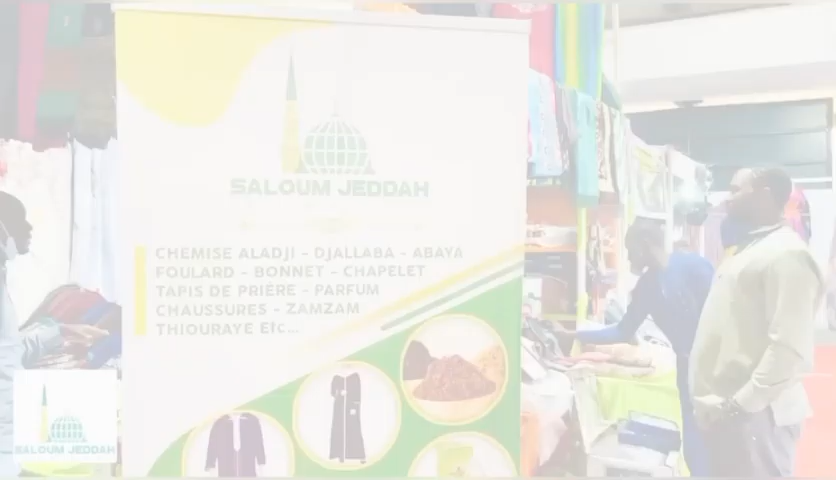 SALOUM JEDDAH
CHEMISE ALADJI - DJALLABA - ABAYA
FOULARD - BONNET - CHAPELET
TAPIS DE PRIÈRE - PARFUM
CHAUSSURES - ZAMZAM
THIOURAYE Etc...
SALOUM JEDDAH